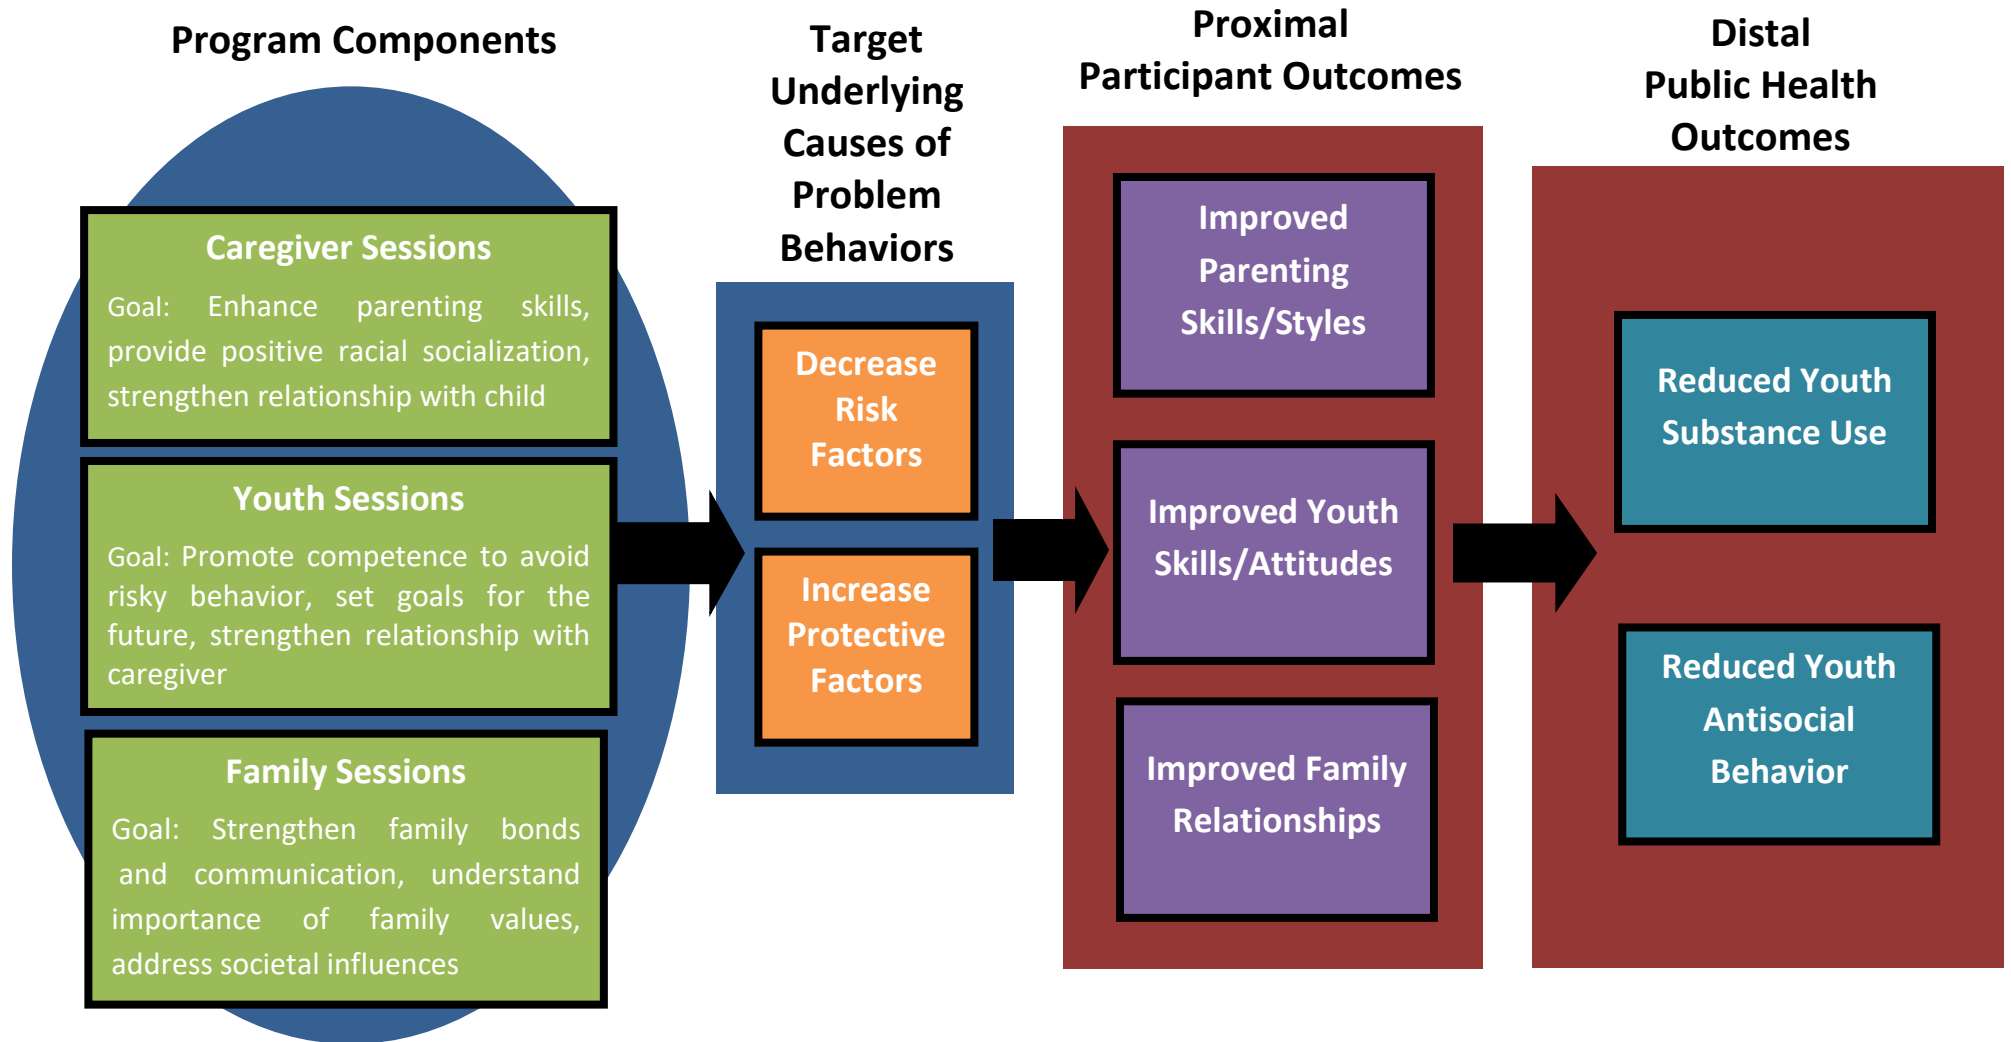 Program Components
Caregiver Sessions
Goal: Enhance parenting skills,
provide positive racial socialization,
strengthen relationship with child
Youth Sessions
Goal: Promote competence to avoid
risky behavior, set goals for the
future, strengthen relationship with
caregiver
Family Sessions
Goal: Strengthen family bonds
and communication, understand
importance of family values,
address societal influences
Target
Underlying
Causes of
Problem
Behaviors
Decrease
Risk
Factors
Increase
Protective
Factors
Proximal
Participant Outcomes
Improved
Parenting
Skills/Styles
Improved Youth
Skills/Attitudes
Improved Family
Relationships
Distal
Public Health
Outcomes
Reduced Youth
Substance Use
Reduced Youth
Antisocial
Behavior